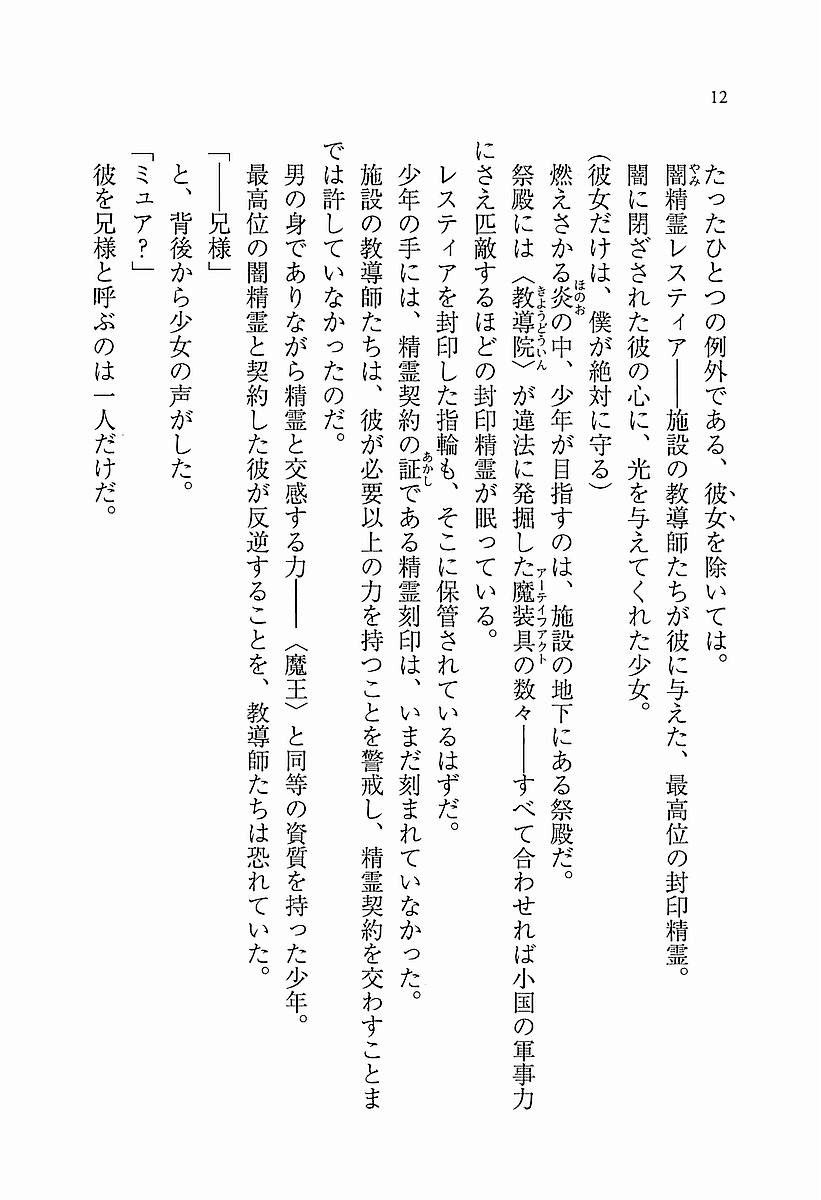 12
たったひとつの例外である、彼女を除いては。
闇精霊レスティア――施設の教導師たちが彼に与えた、最高位の封印精霊。
闇に閉ざされた彼の心に、光を与えてくれた少女。
(彼女だけは、僕が絶対に守る)
燃えさかる炎の中、少年が目指すのは、施設の地下にある祭殿だ。
祭殿には〈教導院〉が違法に発掘した魔装具の数々――すべて合わせれば小国の軍事力
にさえ匹敵するほどの封印精霊が眠っている。
レスティアを封印した指輪も、そこに保管されているはずだ。
少年の手には、精霊契約の証である精霊刻印は、いまだ刻まれていなかった。
施設の教導師たちは、彼が必要以上の力を持つことを警戒し、精霊契約を交わすことま
では許していなかったのだ。
男の身でありながら精霊と交感する力――〈魔王〉と同等の資質を持った少年。
最高位の闇精霊と契約した彼が反逆することを、教導師たちは恐れていた。
「――兄様」
と、背後から少女の声がした。
「ミュア?」
彼を兄様と呼ぶのは一人だけだ。